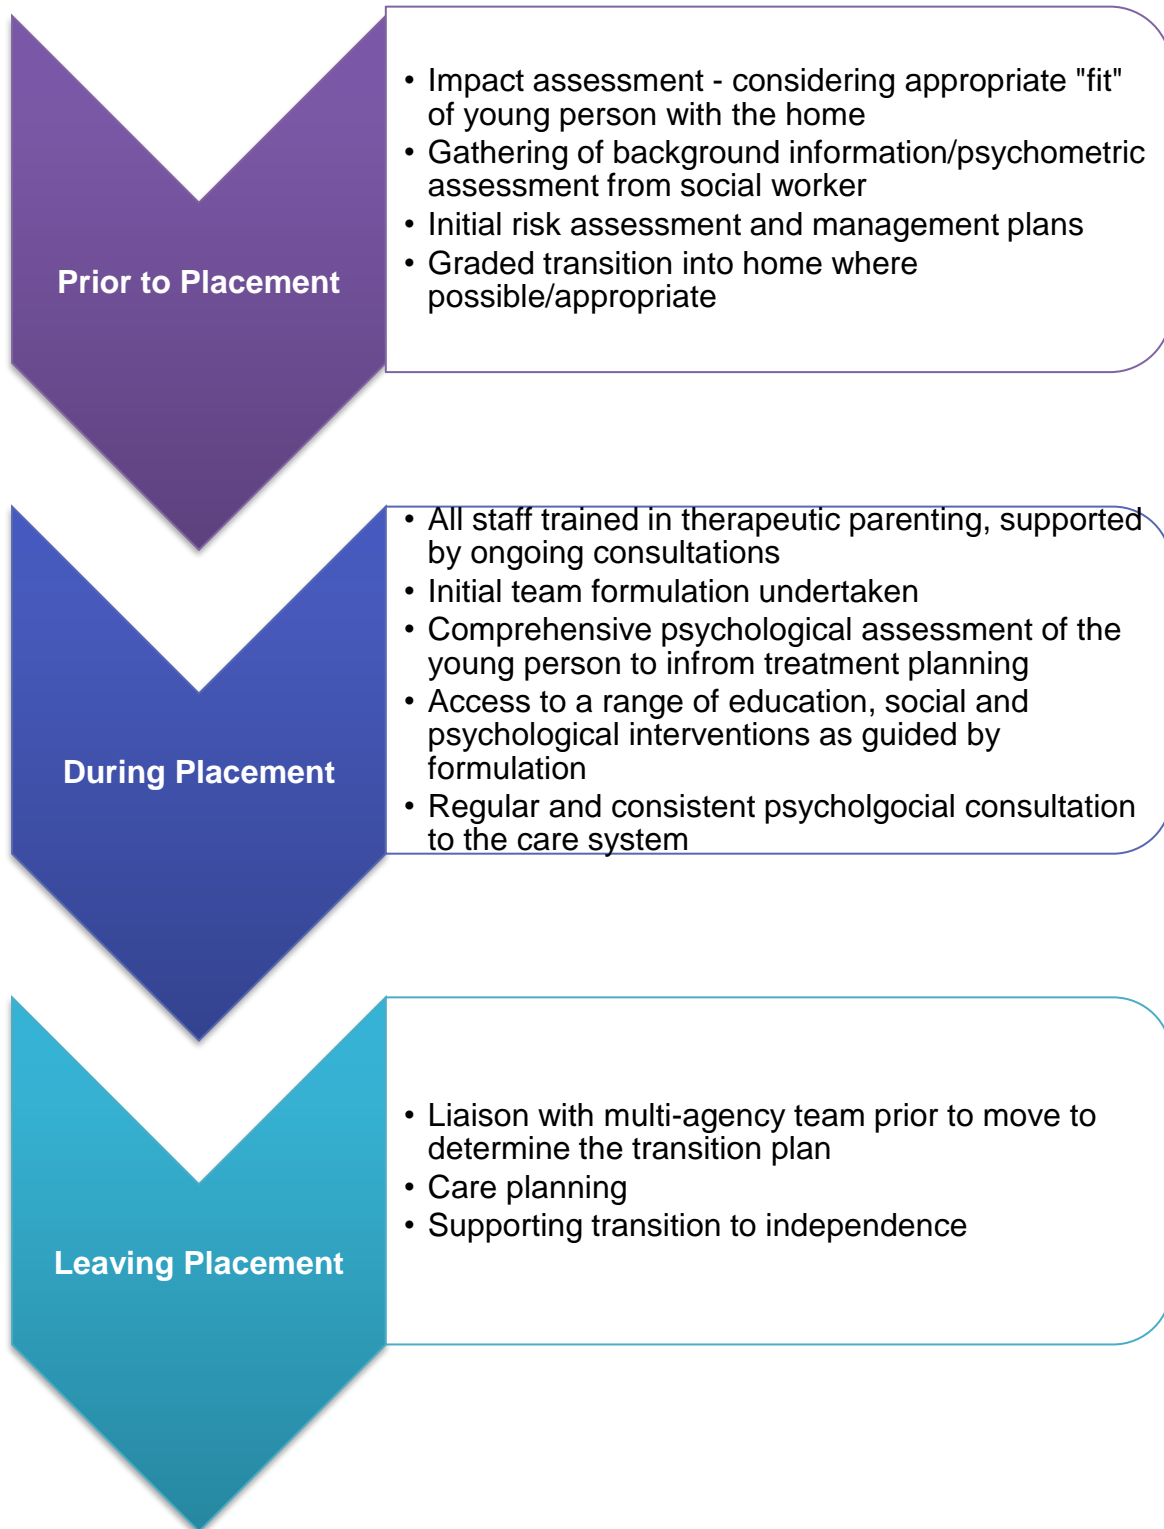 Prior to Placement
• Impact assessment - considering appropriate "fit"
of young person with the home
• Gathering of background information/psychometric
assessment from social worker
• Initial risk assessment and management plans
• Graded transition into home where
possible/appropriate
During Placement
• All staff trained in therapeutic parenting, supported
by ongoing consultations
• Initial team formulation undertaken
• Comprehensive psychological assessment of the
young person to infrom treatment planning
• Access to a range of education, social and
psychological interventions as guided by
formulation
• Regular and consistent psycholgocial consultation
to the care system
Leaving Placement
• Liaison with multi-agency team prior to move to
determine the transition plan
• Care planning
• Supporting transition to independence